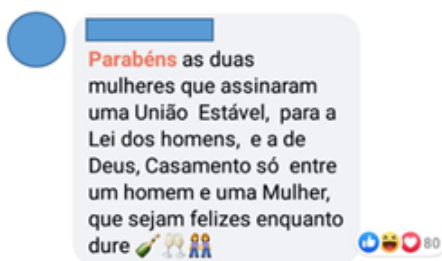 Parabéns as duas
mulheres que assinaram
uma União Estável, para a
Lei dos homens, e a de
Deus, Casamento só entre
um homem e uma Mulher,
que sejam felizes enquanto
dure 🍾🥂👭
80